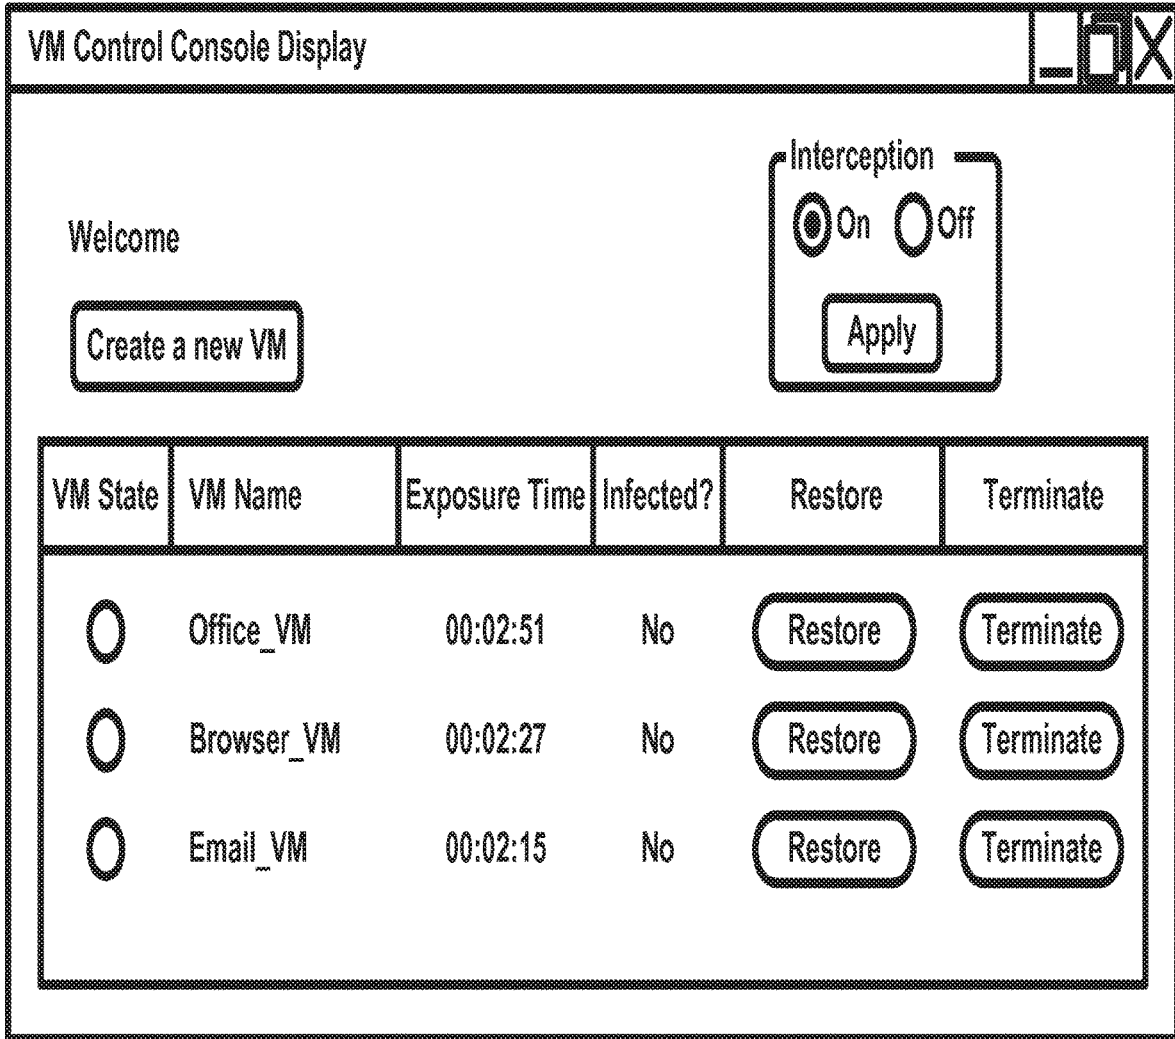 VM Control Console Display
Interception
On Off
Welcome
Apply
Create a new VM
VM State VM Name Exposure Time Infected? Restore Terminate
Office_VM 00:02:51 No Restore Terminate
Browser_VM 00:02:27 No Restore Terminate
Email_VM 00:02:15 No Restore Terminate